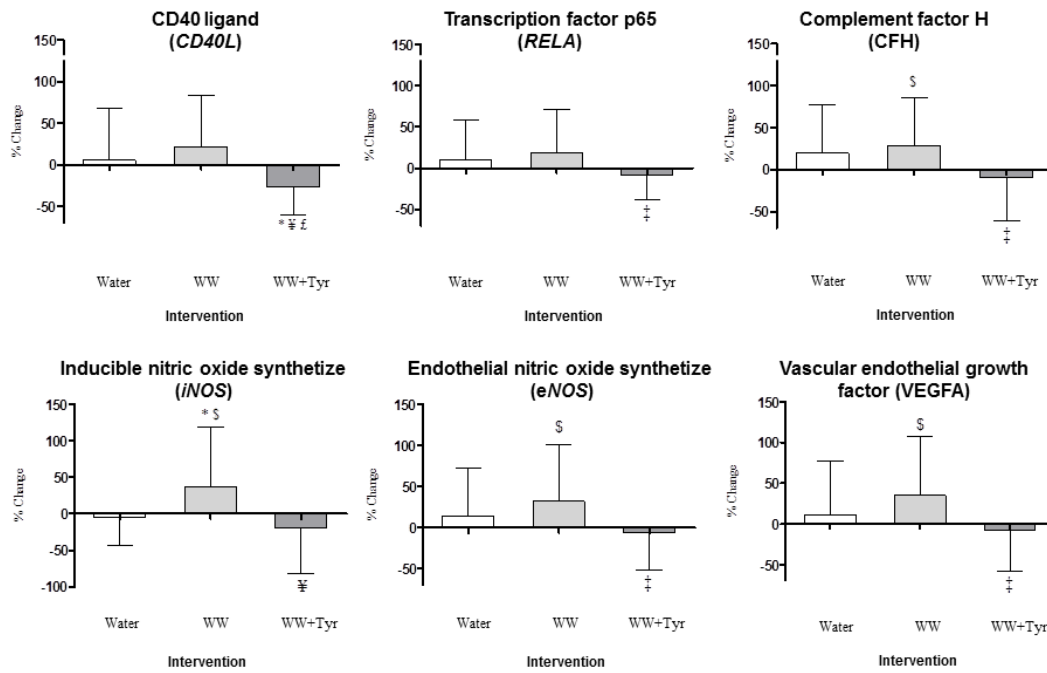 CD40 ligand
(CD40L)
150
100
50
0
-50
% Change
* ¥ £
Water WW WW+Tyr
Intervention
Transcription factor p65
(RELA)
150
100
50
0
-50
% Change
‡
Water WW WW+Tyr
Intervention
Complement factor H
(CFH)
150
100
50
0
-50
% Change
$
‡
Water WW WW+Tyr
Intervention
Inducible nitric oxide synthetize
(iNOS)
150
100
50
0
-50
-100
% Change
* $
¥
Water WW WW+Tyr
Intervention
Endothelial nitric oxide synthetize
(eNOS)
150
100
50
0
-50
% Change
$
‡
Water WW WW+Tyr
Intervention
Vascular endothelial growth
factor (VEGFA)
150
100
50
0
-50
% Change
$
‡
Water WW WW+Tyr
Intervention